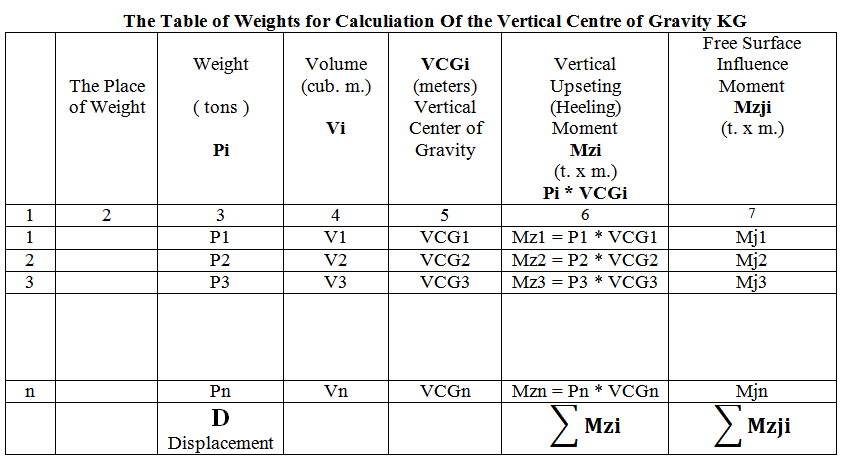 The Table of Weights for Calculiation Of the Vertical Centre of Gravity KG
The Place
of Weight
Weight
( tons )
Pi
Volume
(cub. m.)
Vi
VCGi
(meters)
Vertical
Center of
Gravity
Vertical
Upseting
(Heeling)
Moment
Mzi
(t. x m.)
Pi * VCGi
Free Surface
Influence
Moment
Mzji
(t. x m.)
1 2 3 4 5 6 7
1 P1 V1 VCG1 Mz1 = P1 * VCG1 Mj1
2 P2 V2 VCG2 Mz2 = P2 * VCG2 Mj2
3 P3 V3 VCG3 Mz3 = P3 * VCG3 Mj3
n Pn Vn VCGn Mzn = Pn * VCGn Mjn
D
Displacement
∑ Mzi
∑ Mzji